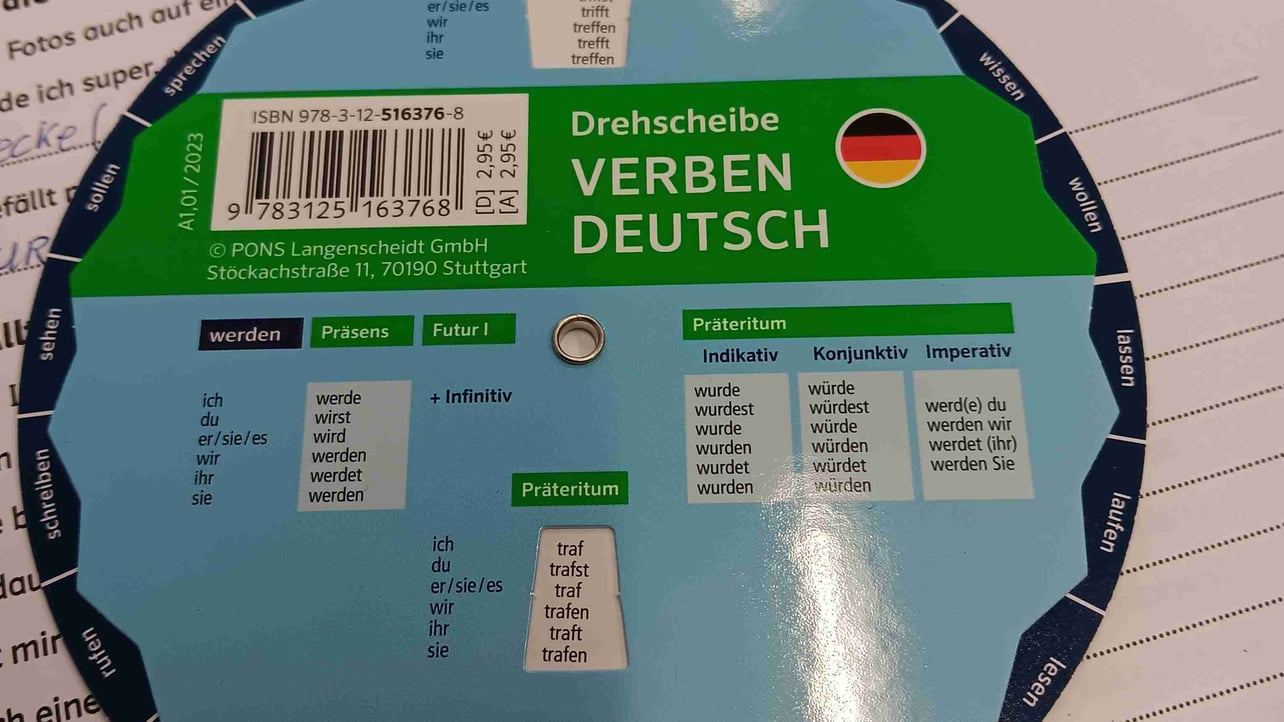 Fotos auch auf
de ich super.
ecke (
efällt
er/sie/es
wir
ihr
sie
trifft
treffen
trefft
treffen
sprechen
sollen
sehen
schreiben
rufen
wissen
wollen
lassen
laufen
lesen
A1,01 / 2023
ISBN 978-3-12-516376-8
9 783125 163768
[D] 2,95 €
[A] 2,95 €
© PONS Langenscheidt GmbH
Stöckachstraße 11, 70190 Stuttgart
Drehscheibe
VERBEN
DEUTSCH
werden Präsens Futur I
+ Infinitiv
ich werde
du wirst
er/sie/es wird
wir werden
ihr werdet
sie werden
Präteritum
Indikativ Konjunktiv Imperativ
wurde würde
wurdest würdest werd(e) du
wurde würde werden wir
wurden würden werdet (ihr)
wurdet würdet werden Sie
wurden würden
Präteritum
ich traf
du trafst
er/sie/es traf
wir trafen
ihr traft
sie trafen
mir
ch eine